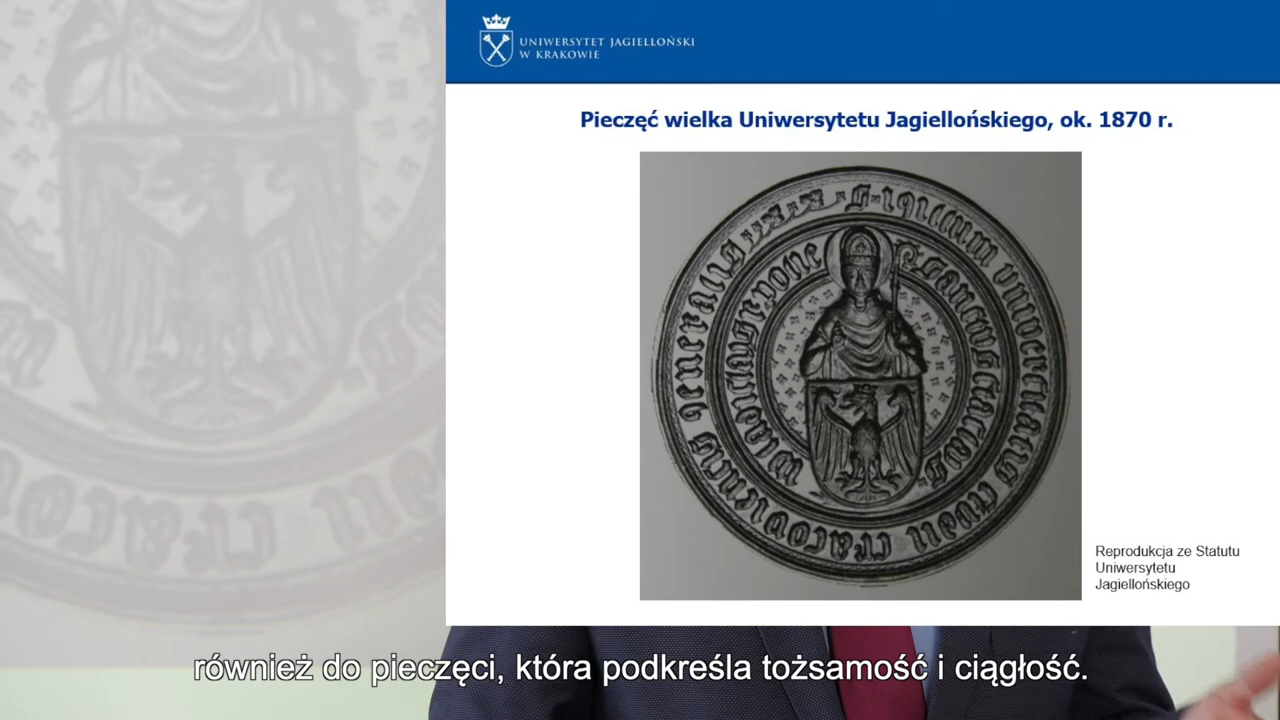 UNIWERSYTET JAGIELLOŃSKI
W KRAKOWIE
Pieczęć wielka Uniwersytetu Jagiellońskiego, ok. 1870 r.
Reprodukcja ze Statutu
Uniwersytetu
Jagiellońskiego
również do pieczęci, która podkreśla tożsamość i ciągłość.